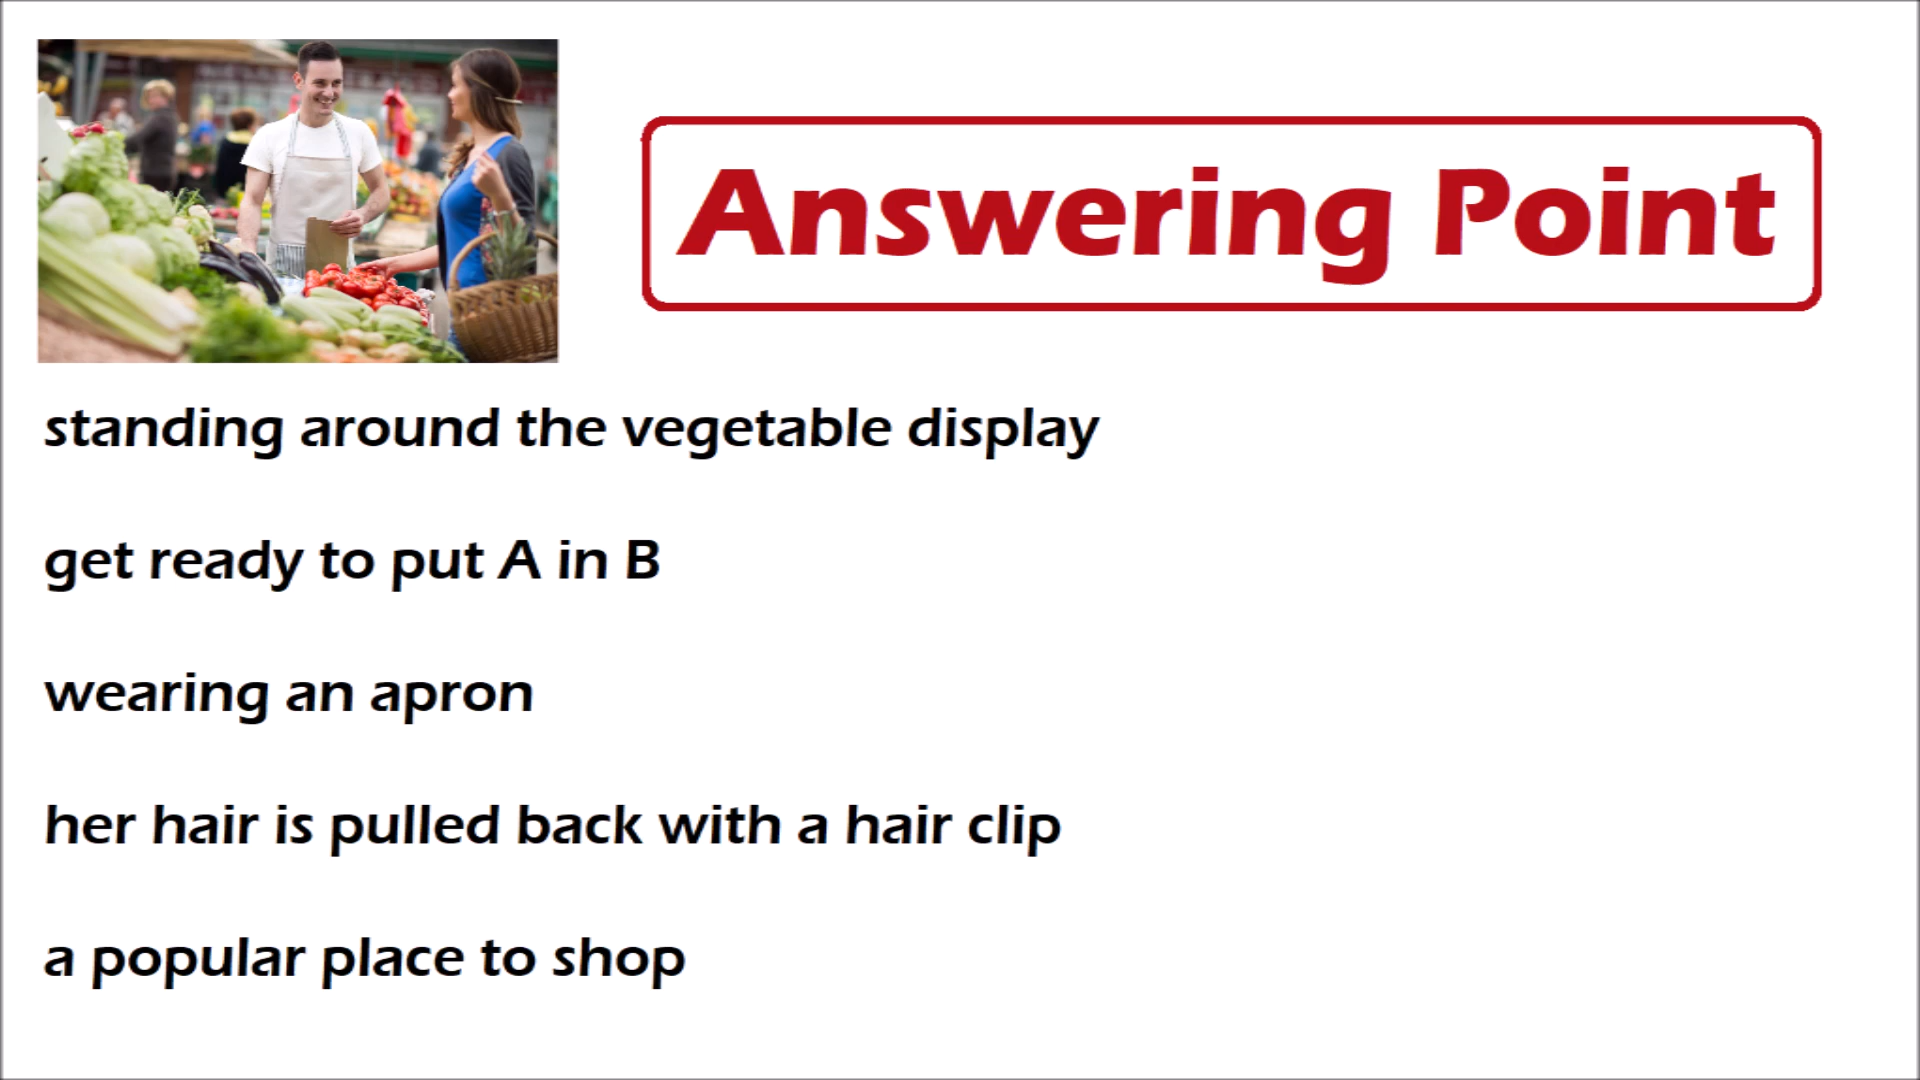 Answering Point
standing around the vegetable display
get ready to put A in B
wearing an apron
her hair is pulled back with a hair clip
a popular place to shop